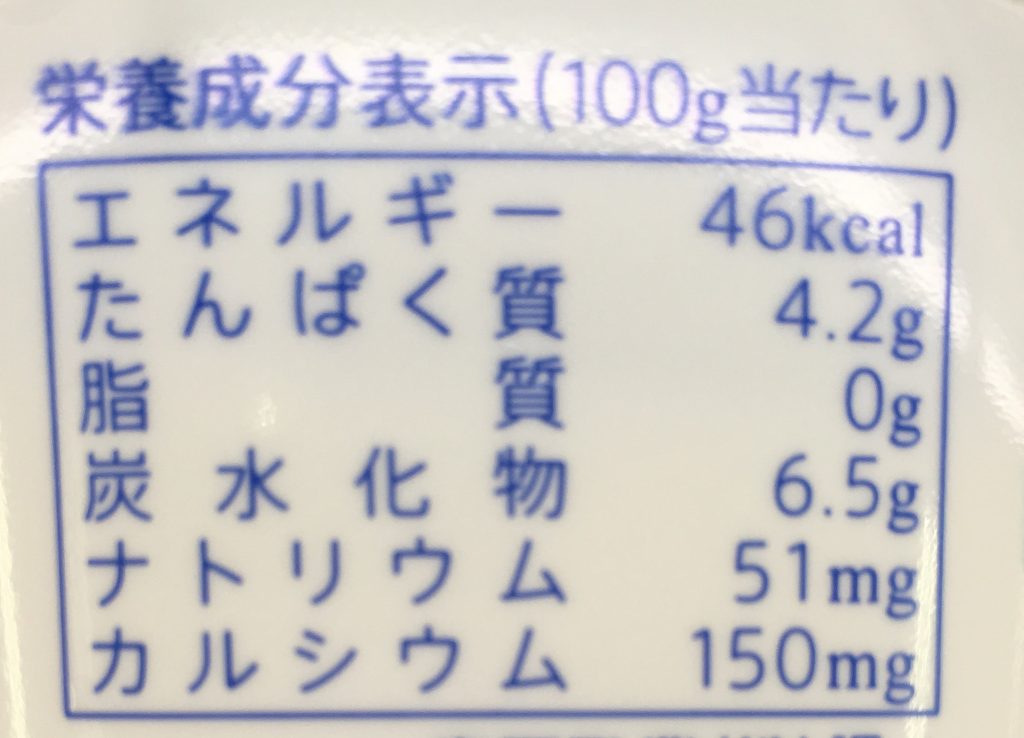 栄養成分表示(100g当たり)
エネルギー 46kcal
たんぱく質 4.2g
脂質 0g
炭水化物 6.5g
ナトリウム 51mg
カルシウム 150mg